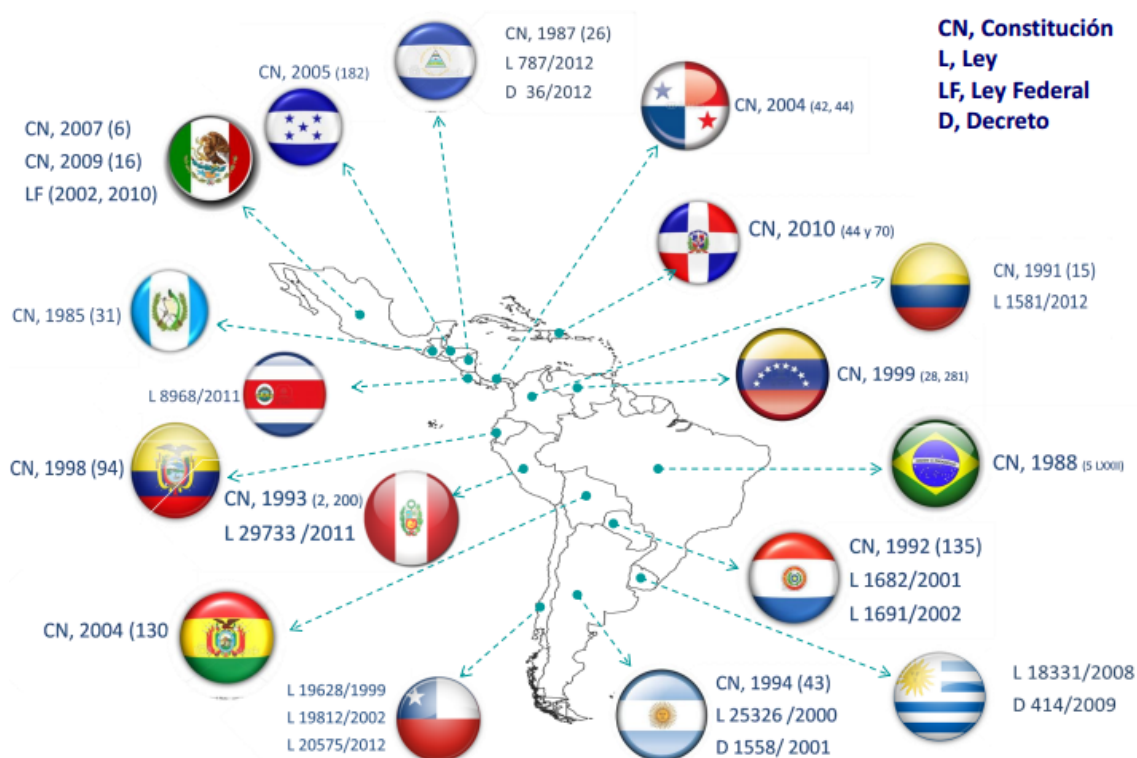 CN, Constitución
L, Ley
LF, Ley Federal
D, Decreto
CN, 1987 (26)
L 787/2012
D 36/2012
CN, 2005 (182)
CN, 2004 (42, 44)
CN, 2007 (6)
CN, 2009 (16)
LF (2002, 2010)
CN, 2010 (44 y 70)
CN, 1991 (15)
L 1581/2012
CN, 1985 (31)
L 8968/2011
CN, 1999 (28, 281)
CN, 1998 (94)
CN, 1993 (2, 200)
L 29733 /2011
CN, 1988 (5 LXXII)
CN, 1992 (135)
L 1682/2001
L 1691/2002
CN, 2004 (130
L 19628/1999
L 19812/2002
L 20575/2012
CN, 1994 (43)
L 25326 /2000
D 1558/ 2001
L 18331/2008
D 414/2009